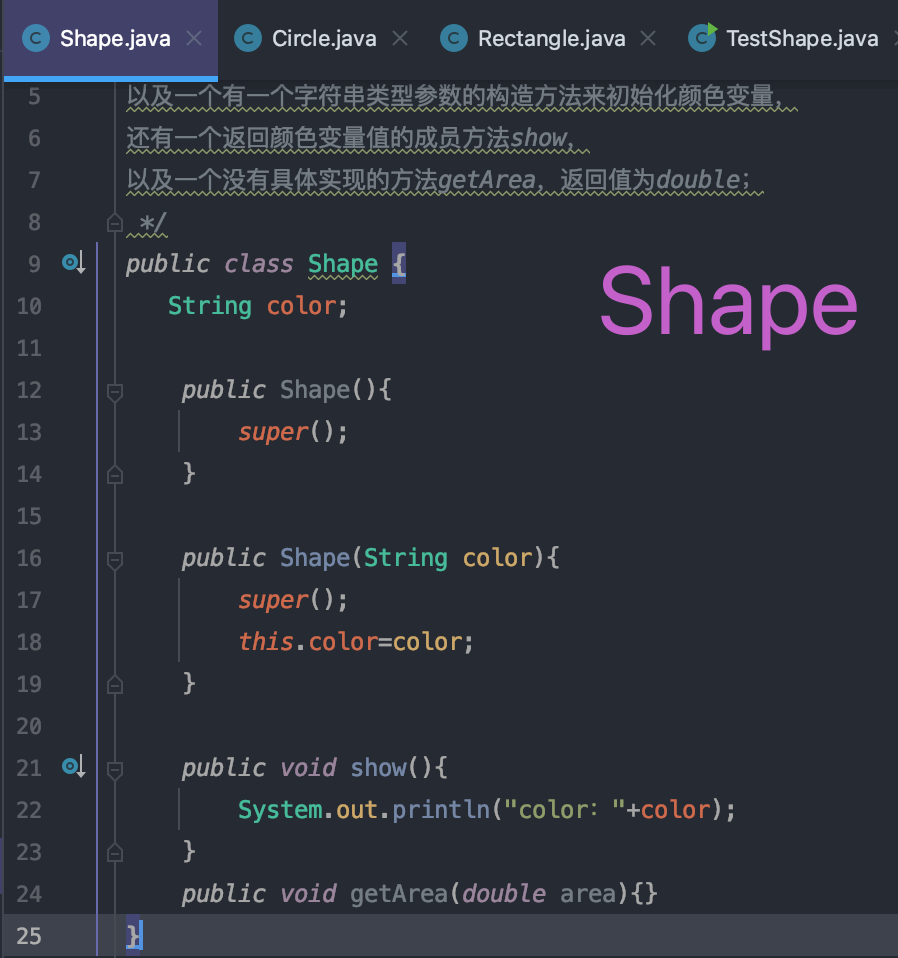 Shape.java Circle.java Rectangle.java TestShape.java
5 以及一个有一个字符串类型参数的构造方法来初始化颜色变量，
6 还有一个返回颜色变量值的成员方法show，
7 以及一个没有具体实现的方法getArea，返回值为double；
8 */
9 public class Shape {
Shape
10 String color;
11
12 public Shape(){
13 super();
14 }
15
16 public Shape(String color){
17 super();
18 this.color=color;
19 }
20
21 public void show(){
22 System.out.println("color："+color);
23 }
24 public void getArea(double area){}
25 }